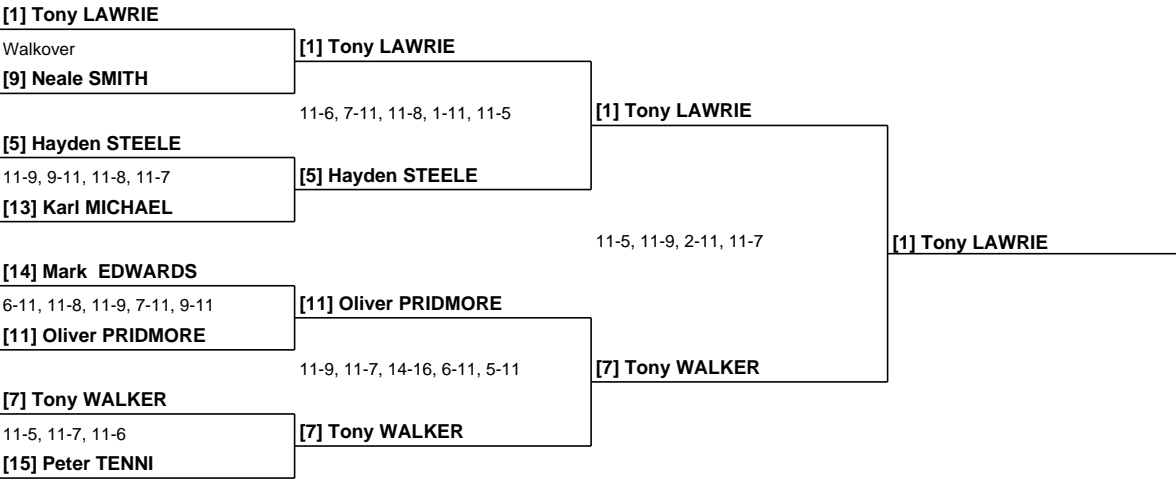 [1] Tony LAWRIE
Walkover
[9] Neale SMITH
[1] Tony LAWRIE
11-6, 7-11, 11-8, 1-11, 11-5
[1] Tony LAWRIE
[5] Hayden STEELE
11-9, 9-11, 11-8, 11-7
[13] Karl MICHAEL
[5] Hayden STEELE
11-5, 11-9, 2-11, 11-7
[1] Tony LAWRIE
[14] Mark  EDWARDS
6-11, 11-8, 11-9, 7-11, 9-11
[11] Oliver PRIDMORE
[11] Oliver PRIDMORE
11-9, 11-7, 14-16, 6-11, 5-11
[7] Tony WALKER
[7] Tony WALKER
11-5, 11-7, 11-6
[15] Peter TENNI
[7] Tony WALKER